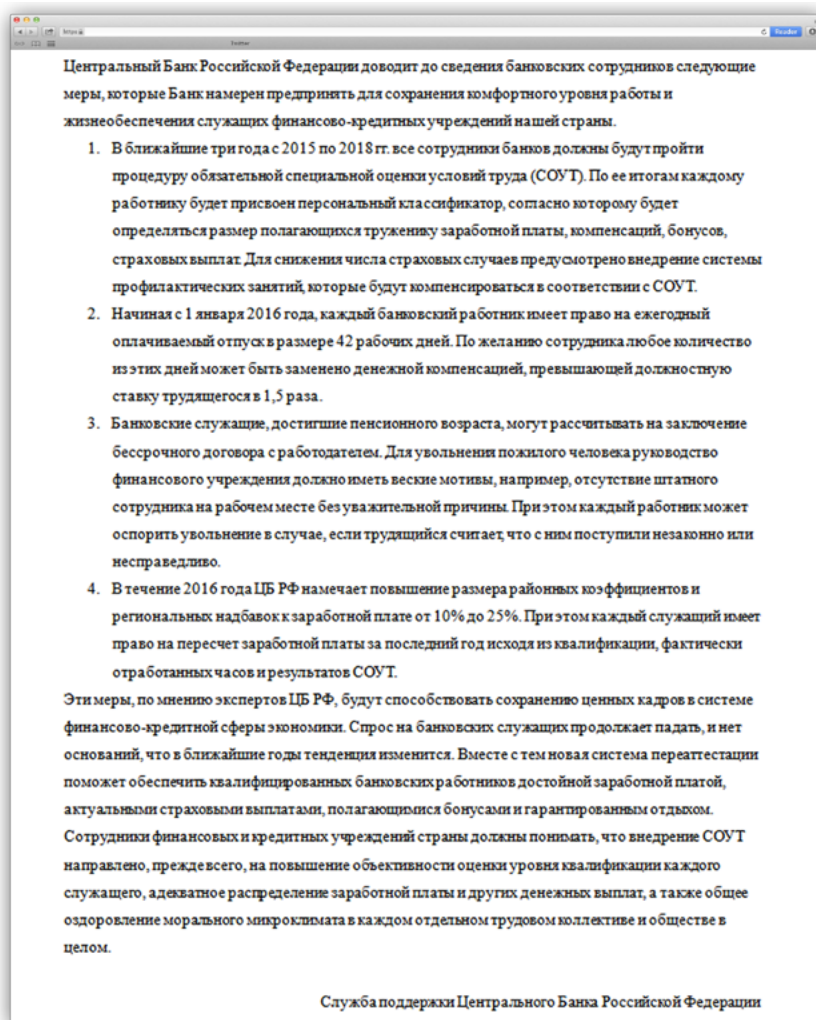 https
Reader
Twitter
Центральный Банк Российской Федерации доводит до сведения банковских сотрудников следующие
меры, которые Банк намерен предпринять для сохранения комфортного уровня работы и
жизнеобеспечения служащих финансово-кредитных учреждений нашей страны.
1. В ближайшие три года с 2015 по 2018 гг. все сотрудники банков должны будут пройти
процедуру обязательной специальной оценки условий труда (СОУТ). По ее итогам каждому
работнику будет присвоен персональный классификатор, согласно которому будет
определяться размер полагающихся труженику заработной платы, компенсаций, бонусов,
страховых выплат. Для снижения числа страховых случаев предусмотрено внедрение системы
профилактических занятий, которые будут компенсироваться в соответствии с СОУТ.
2. Начиная с 1 января 2016 года, каждый банковский работник имеет право на ежегодный
оплачиваемый отпуск в размере 42 рабочих дней. По желанию сотрудника любое количество
из этих дней может быть заменено денежной компенсацией, превышающей должностную
ставку трудящегося в 1,5 раза.
3. Банковские служащие, достигшие пенсионного возраста, могут рассчитывать на заключение
бессрочного договора с работодателем. Для увольнения пожилого человека руководство
финансового учреждения должно иметь веские мотивы, например, отсутствие штатного
сотрудника на рабочем месте без уважительной причины. При этом каждый работник может
оспорить увольнение в случае, если трудящийся считает, что с ним поступили незаконно или
несправедливо.
4. В течение 2016 года ЦБ РФ намечает повышение размера районных коэффициентов и
региональных надбавок к заработной плате от 10% до 25%. При этом каждый служащий имеет
право на пересчет заработной платы за последний год исходя из квалификации, фактически
отработанных часов и результатов СОУТ.
Эти меры, по мнению экспертов ЦБ РФ, будут способствовать сохранению ценных кадров в системе
финансово-кредитной сферы экономики. Спрос на банковских служащих продолжает падать, и нет
оснований, что в ближайшие годы тенденция изменится. Вместе с тем новая система переаттестации
поможет обеспечить квалифицированных банковских работников достойной заработной платой,
актуальными страховыми выплатами, полагающимися бонусами и гарантированным отдыхом.
Сотрудники финансовых и кредитных учреждений страны должны понимать, что внедрение СОУТ
направлено, прежде всего, на повышение объективности оценки уровня квалификации каждого
служащего, адекватное распределение заработной платы и других денежных выплат, а также общее
оздоровление морального микроклимата в каждом отдельном трудовом коллективе и обществе в
целом.
Служба поддержки Центрального Банка Российской Федерации